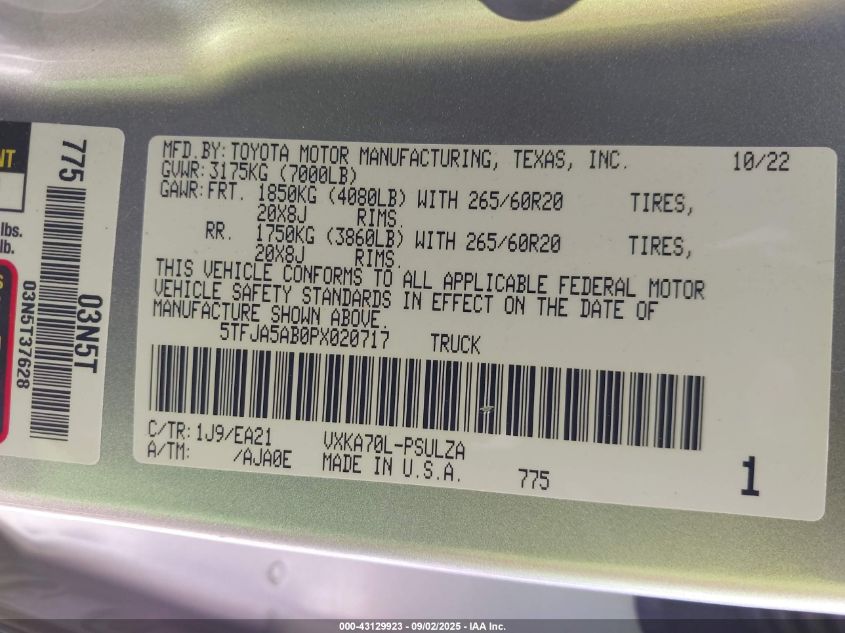 NT
lbs.
lb.
775
03N5T37628
03N5T
MFD.BY:TOYOTA MOTOR MANUFACTURING, TEXAS, INC. 10/22
GVWR:3175KG (7000LB)
GAWR:FRT. 1850KG (4080LB) WITH 265/60R20 TIRES,
20X8J RIMS.
RR. 1750KG (3860LB) WITH 265/60R20 TIRES,
20X8J RIMS.
THIS VEHICLE CONFORMS TO ALL APPLICABLE FEDERAL MOTOR
VEHICLE SAFETY STANDARDS IN EFFECT ON THE DATE OF
MANUFACTURE SHOWN ABOVE.
5TFJA5AB0PX020717 TRUCK
C/TR:1J9/EA21 VXKA70L-PSULZA
A/TM: /AJA0E MADE IN U.S.A. 775 1
000-43129923 - 09/02/2025 - IAA Inc.